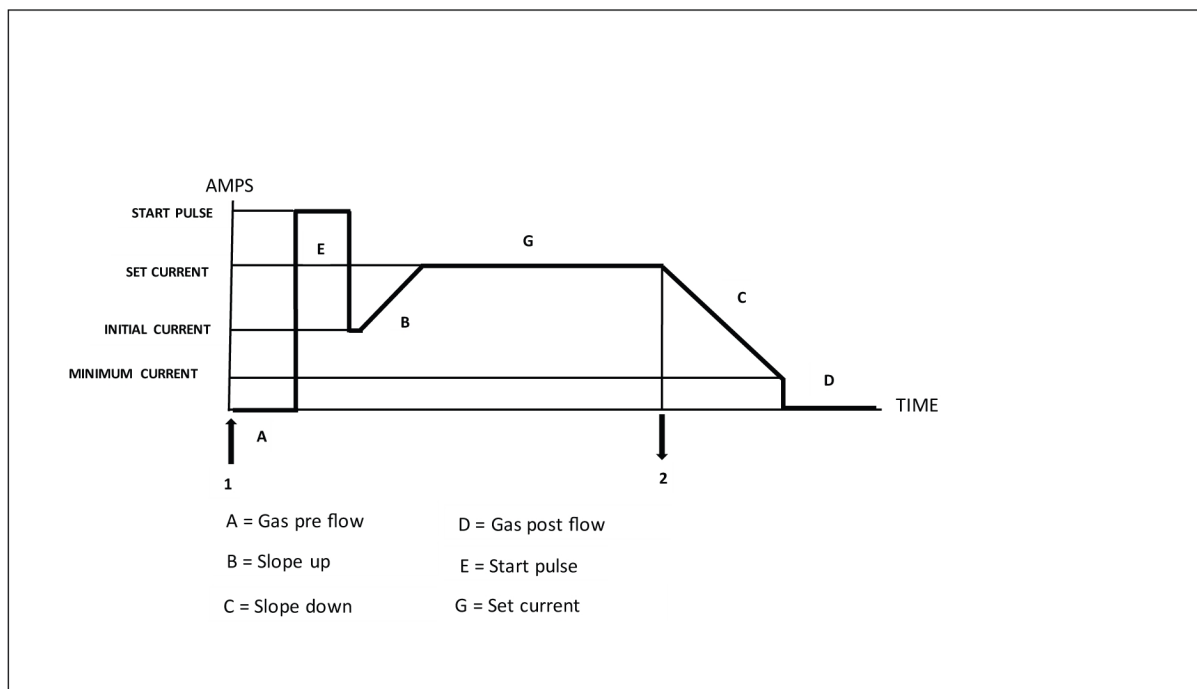 AMPS
START PULSE
E
G
SET CURRENT
C
B
INITIAL CURRENT
MINIMUM CURRENT
D
TIME
A
1
2
A = Gas pre flow
D = Gas post flow
B = Slope up
E = Start pulse
C = Slope down
G = Set current